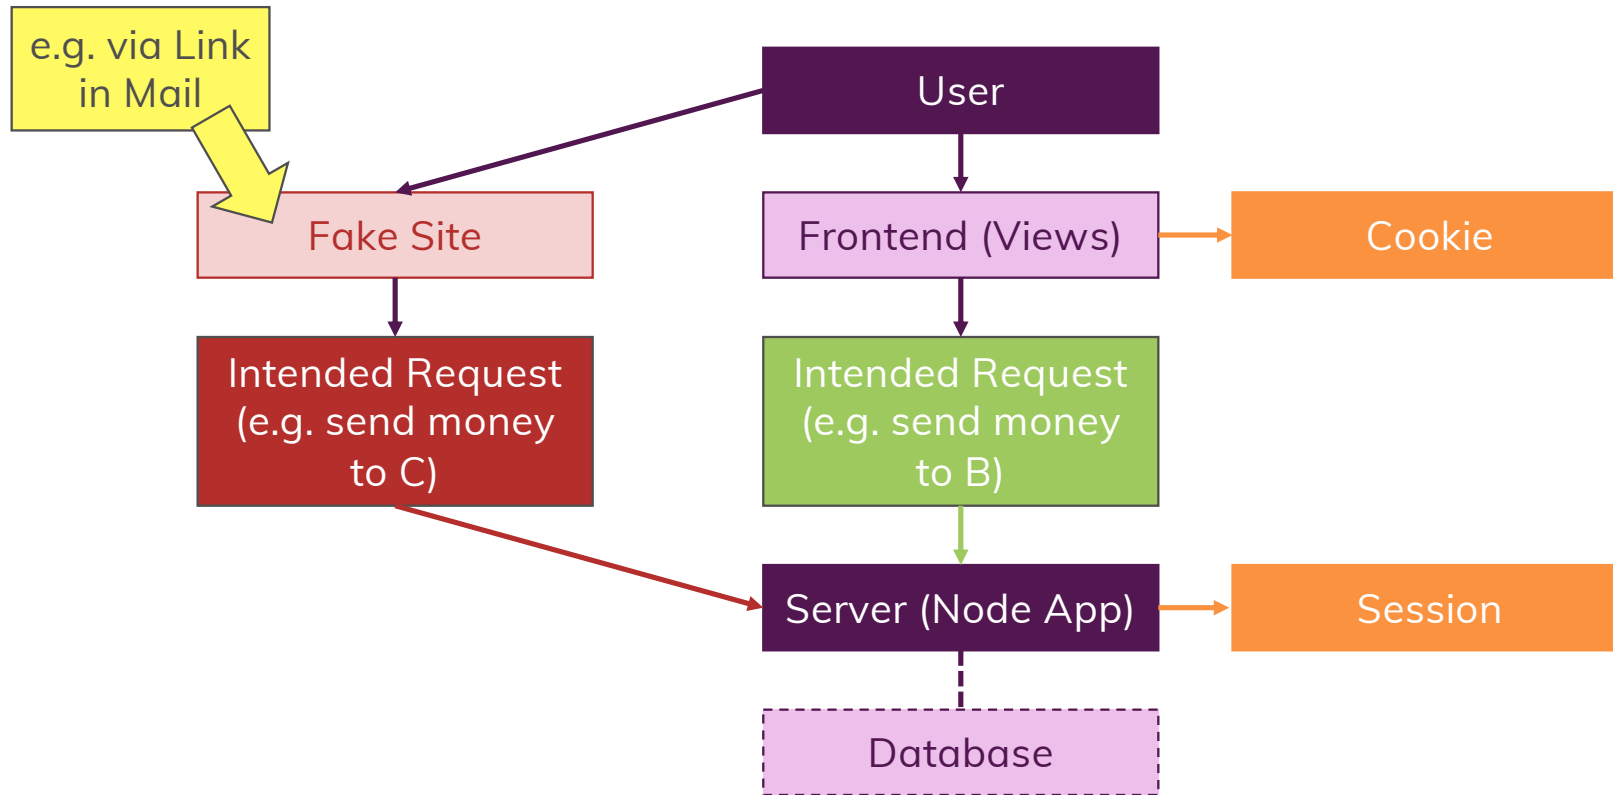 e.g. via Link
in Mail
User
Fake Site
Frontend (Views)
Cookie
Intended Request
(e.g. send money
to C)
Intended Request
(e.g. send money
to B)
Server (Node App)
Session
Database